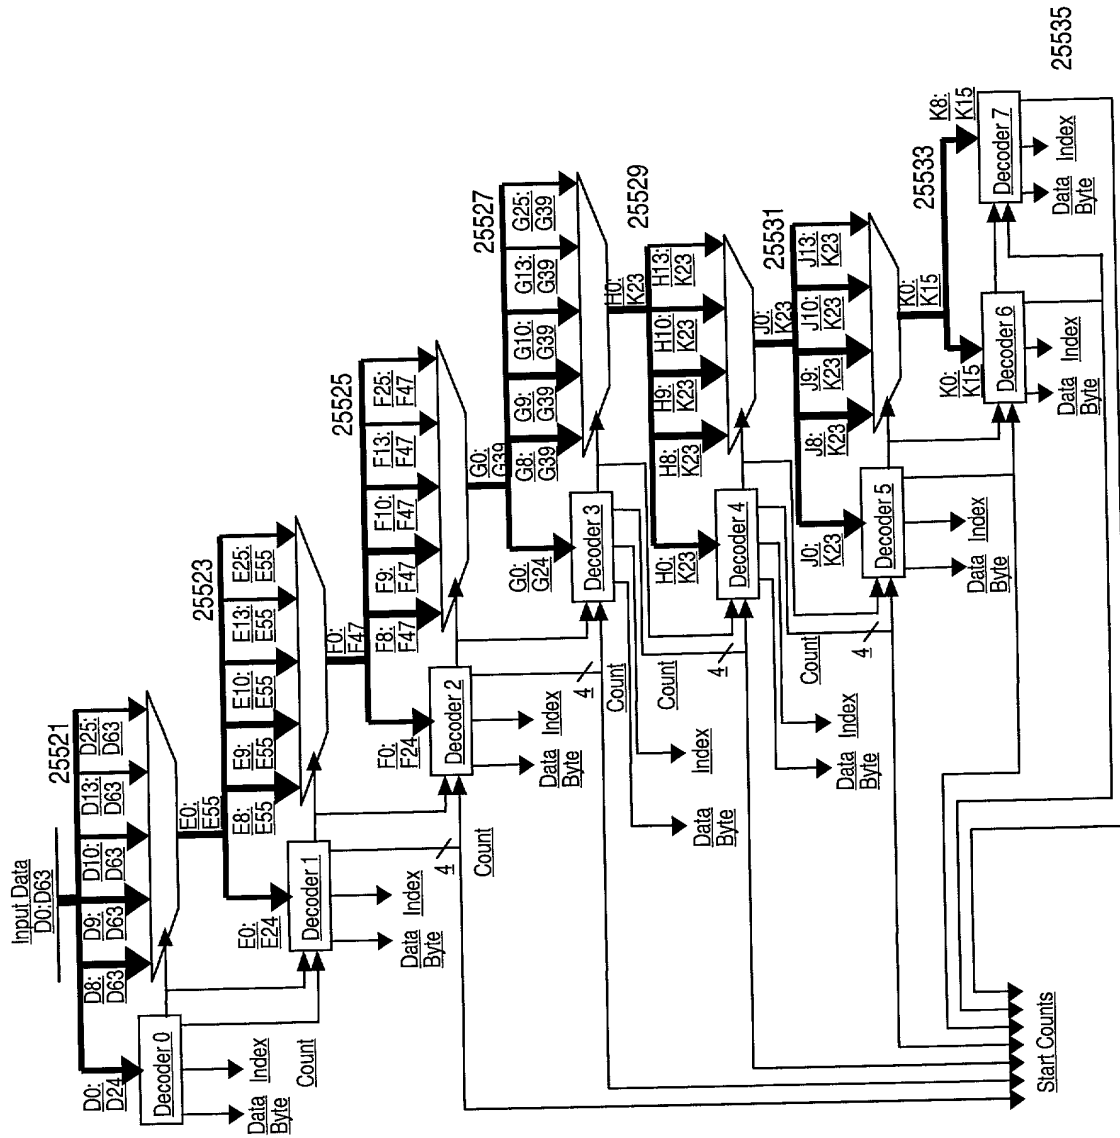 Input Data
D0:D63
25521
D0:
D24
D8:
D63
D9:
D63
D10:
D63
D13:
D63
D25:
D63
Decoder 0
Data
Byte
Index
Count
E0:
E55
25523
E0:
E24
E8:
E55
E9:
E55
E10:
E55
E13:
E55
E25:
E55
Decoder 1
Data
Byte
Index
4
Count
F0:
F47
25525
F0:
F24
F8:
F47
F9:
F47
F10:
F47
F13:
F47
F25:
F47
Decoder 2
Data
Byte
Index
4
Count
G0:
G39
25527
G0:
G24
G8:
G39
G9:
G39
G10:
G39
G13:
G39
G25:
G39
Decoder 3
Data
Byte
Index
4
Count
H0:
K23
25529
H0:
K23
H8:
K23
H9:
K23
H10:
K23
H13:
K23
Decoder 4
Data
Byte
Index
4
Count
J0:
K23
25531
J0:
K23
J8:
K23
J9:
K23
J10:
K23
J13:
K23
Decoder 5
Data
Byte
Index
K0:
K15
25533
K0:
K15
K8:
K15
Decoder 6
Data
Byte
Index
Decoder 7
Data
Byte
Index
25535
Start Counts